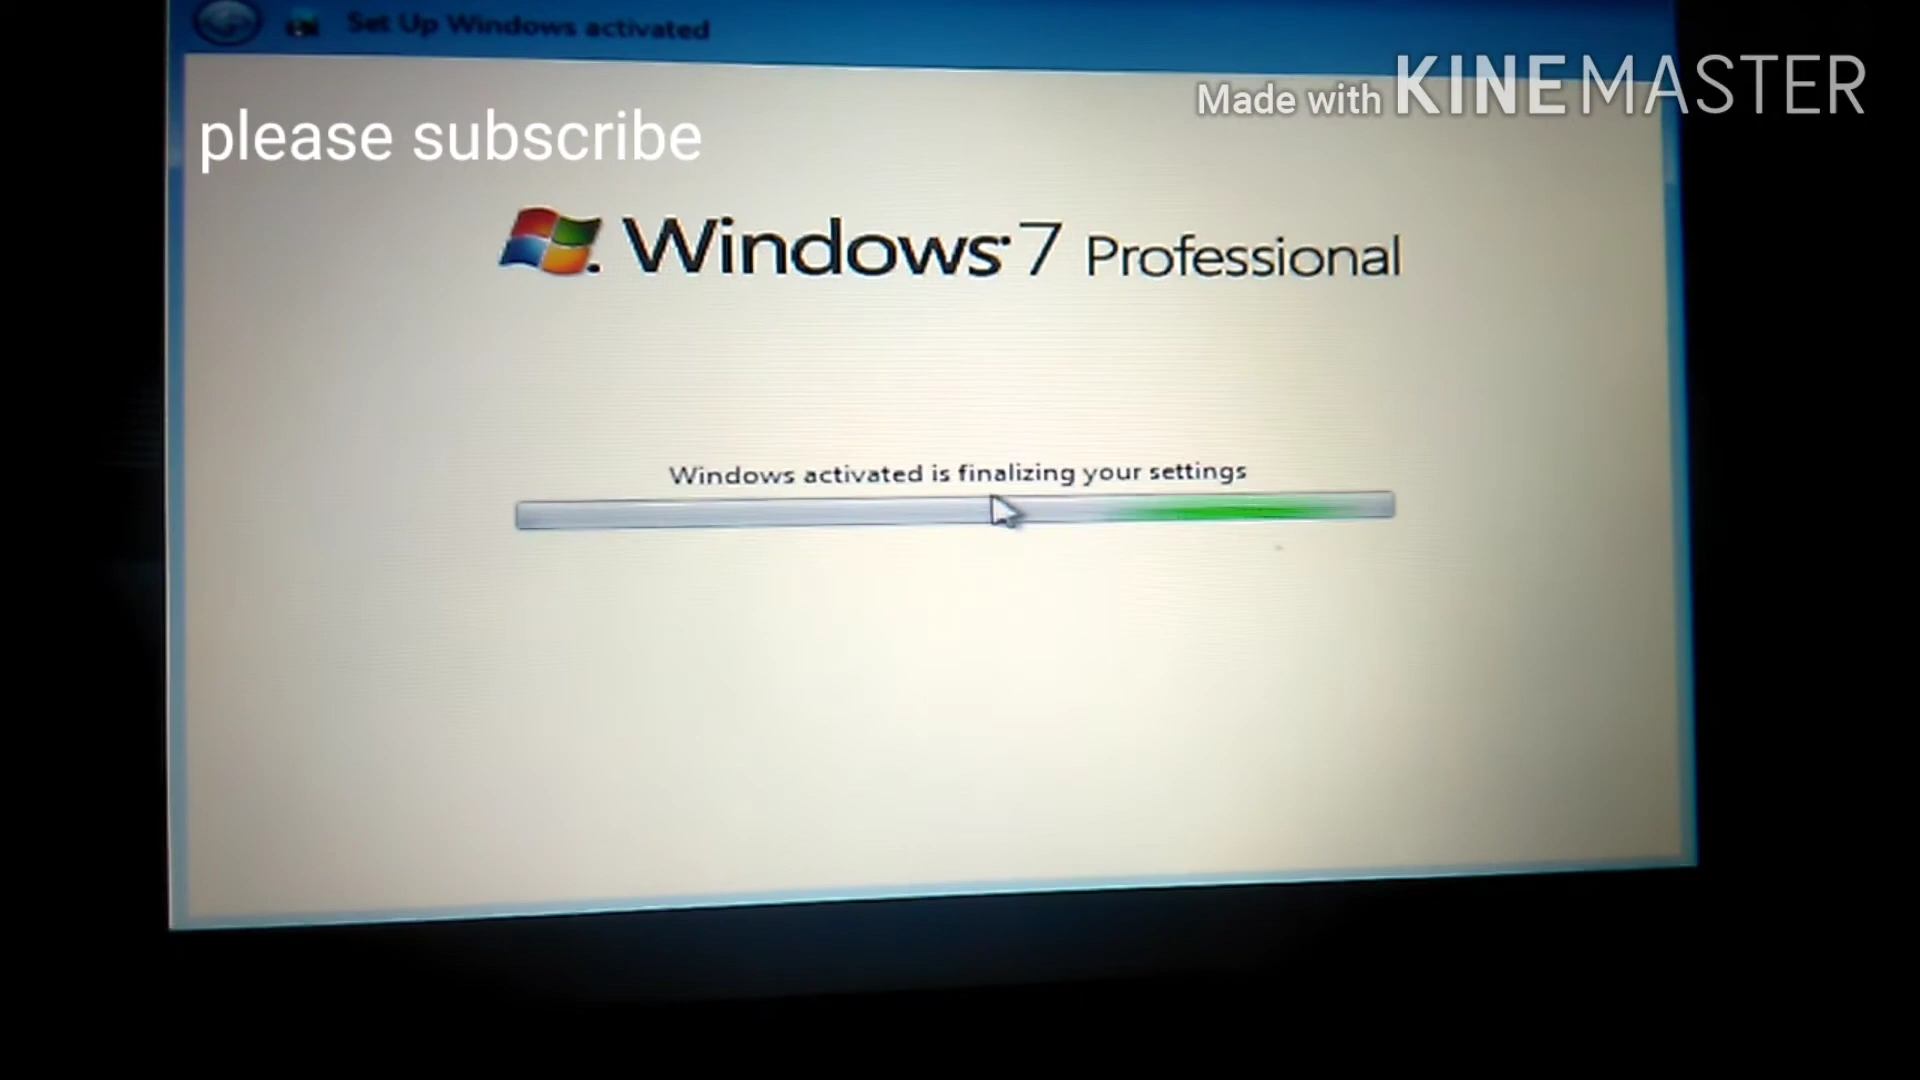 Set Up Windows activated
Made with KINEMASTER
please subscribe
Windows 7 Professional
Windows activated is finalizing your settings